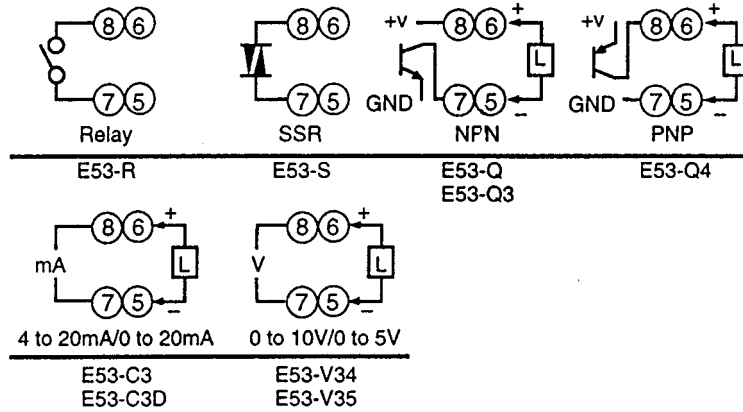 8 6 8 6 +v 8 6 + +v 8 6 +
L L
7 5 7 5 GND 7 5 − GND 7 5 −
Relay SSR NPN PNP
E53-R E53-S E53-Q E53-Q4
E53-Q3
8 6 + 8 6 +
mA L V L
7 5 − 7 5 −
4 to 20mA/0 to 20mA 0 to 10V/0 to 5V
E53-C3 E53-V34
E53-C3D E53-V35